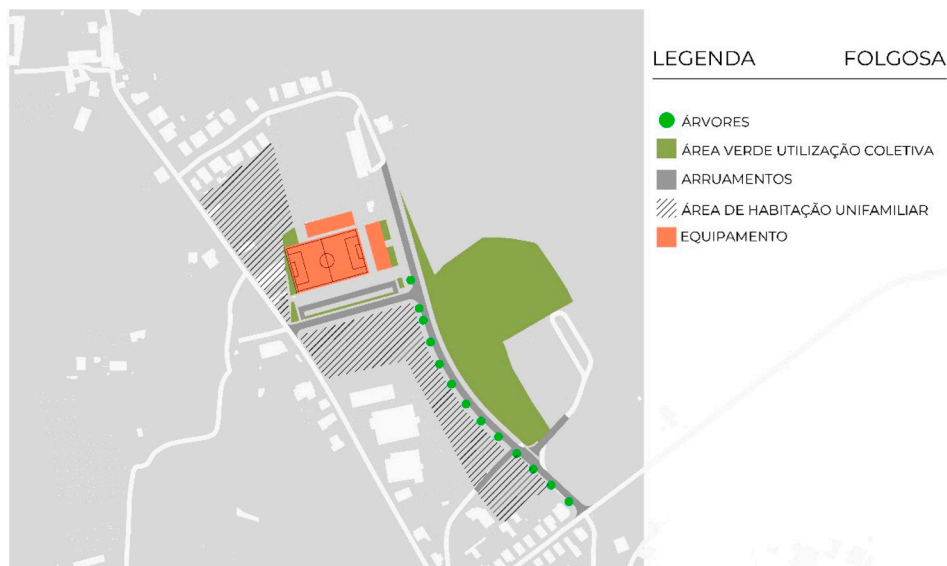 LEGENDA FOLGOSA
ÁRVORES
ÁREA VERDE UTILIZAÇÃO COLETIVA
ARRUAMENTOS
ÁREA DE HABITAÇÃO UNIFAMILIAR
EQUIPAMENTO